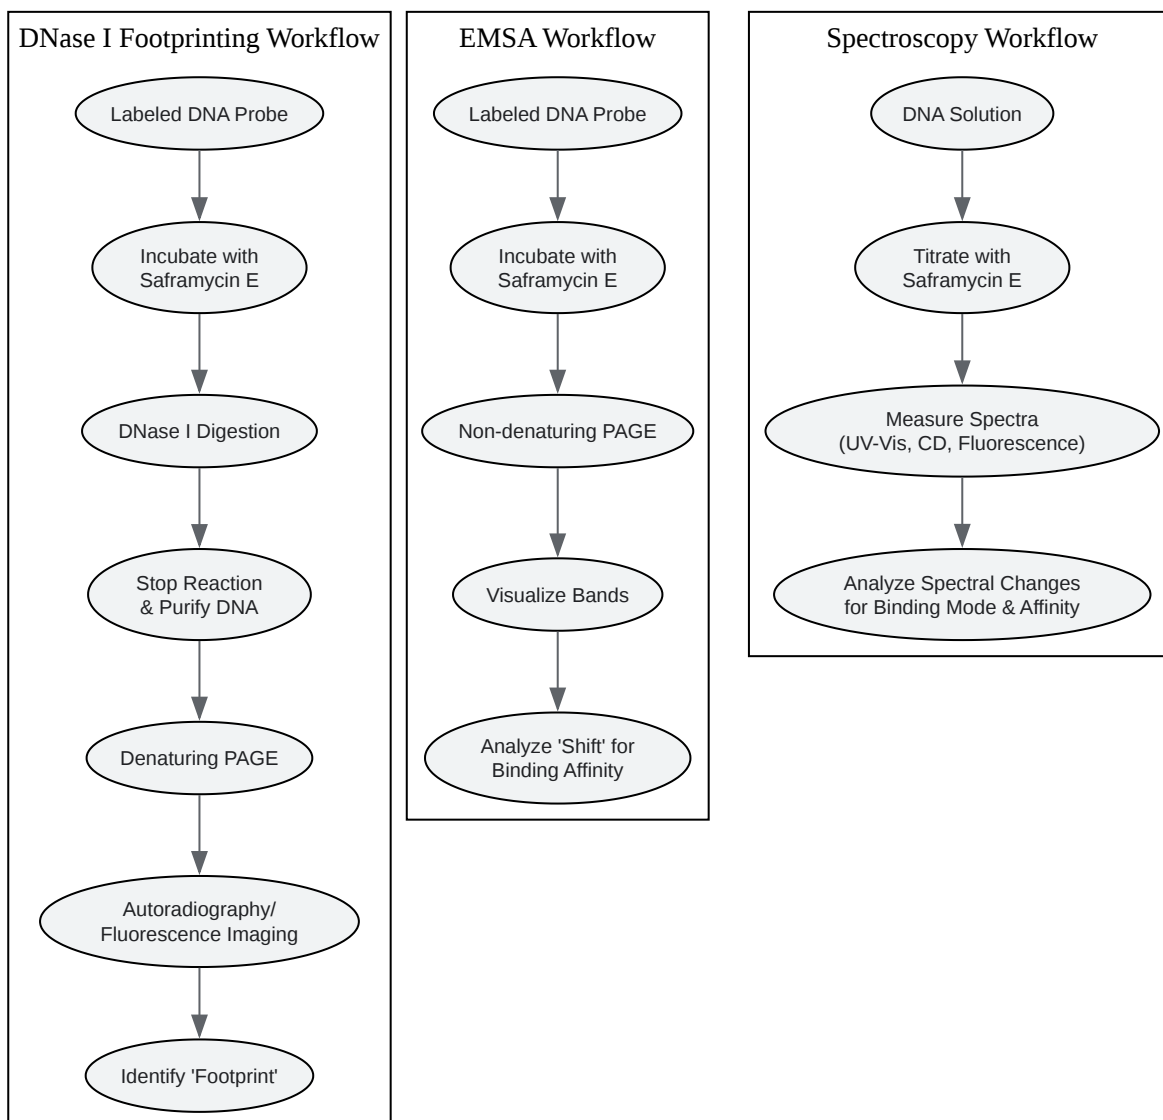 DNase I Footprinting Workflow
Labeled DNA Probe
Incubate with
Saframycin E
DNase I Digestion
Stop Reaction
& Purify DNA
Denaturing PAGE
Autoradiography/
Fluorescence Imaging
Identify 'Footprint'
EMSA Workflow
Labeled DNA Probe
Incubate with
Saframycin E
Non-denaturing PAGE
Visualize Bands
Analyze 'Shift' for
Binding Affinity
Spectroscopy Workflow
DNA Solution
Titrate with
Saframycin E
Measure Spectra
(UV-Vis, CD, Fluorescence)
Analyze Spectral Changes
for Binding Mode & Affinity